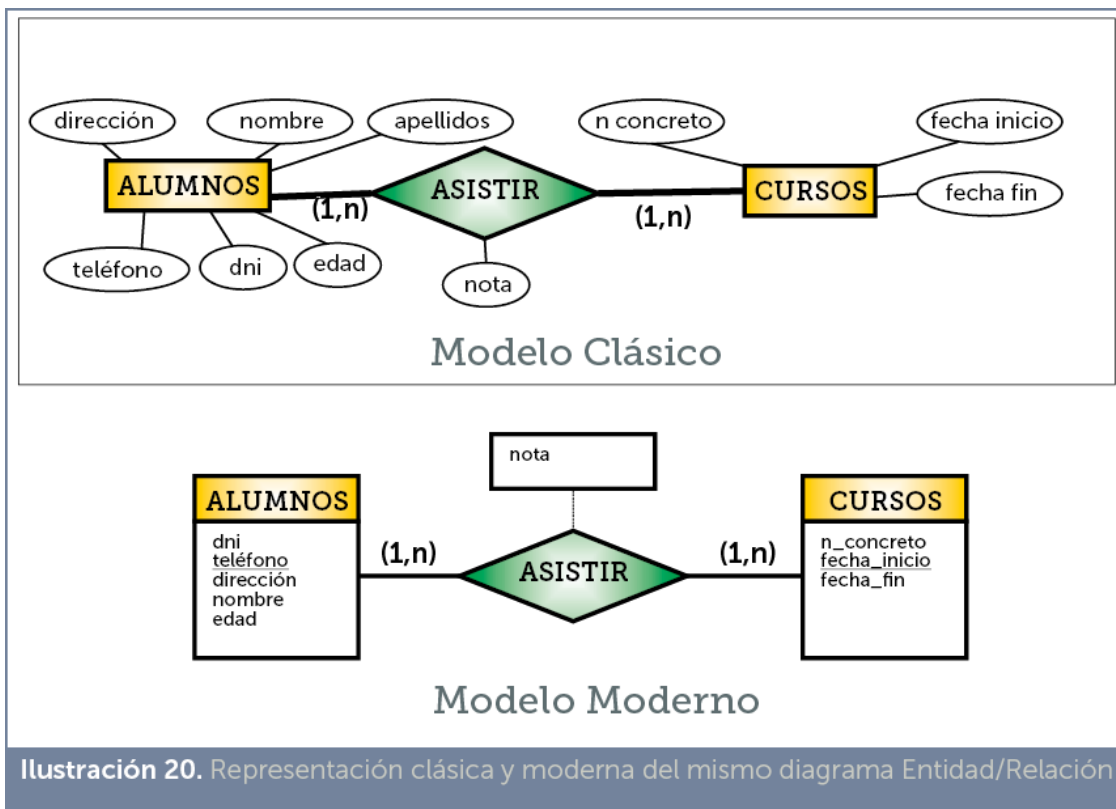 dirección
nombre
apellidos
n concreto
fecha inicio
ALUMNOS
ASISTIR
CURSOS
fecha fin
(1,n)
(1,n)
teléfono
dni
edad
nota
Modelo Clásico
nota
ALUMNOS
dni
teléfono
dirección
nombre
edad
(1,n)
ASISTIR
(1,n)
CURSOS
n_concreto
fecha_inicio
fecha_fin
Modelo Moderno
Ilustración 20. Representación clásica y moderna del mismo diagrama Entidad/Relación